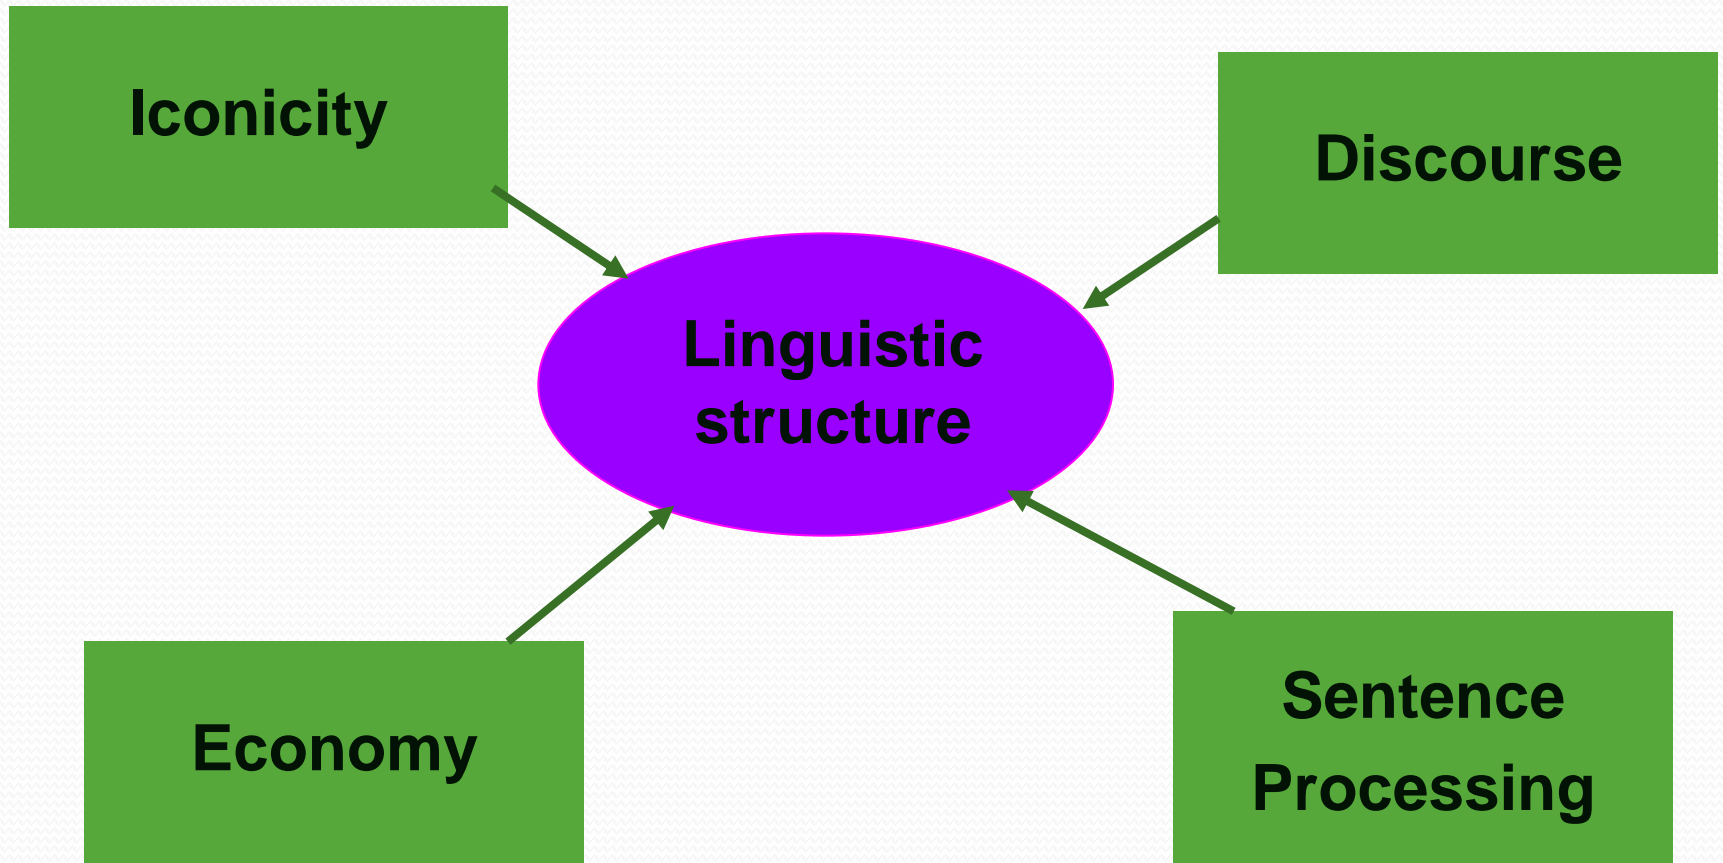 Iconicity
Discourse
Linguistic
structure
Economy
Sentence
Processing